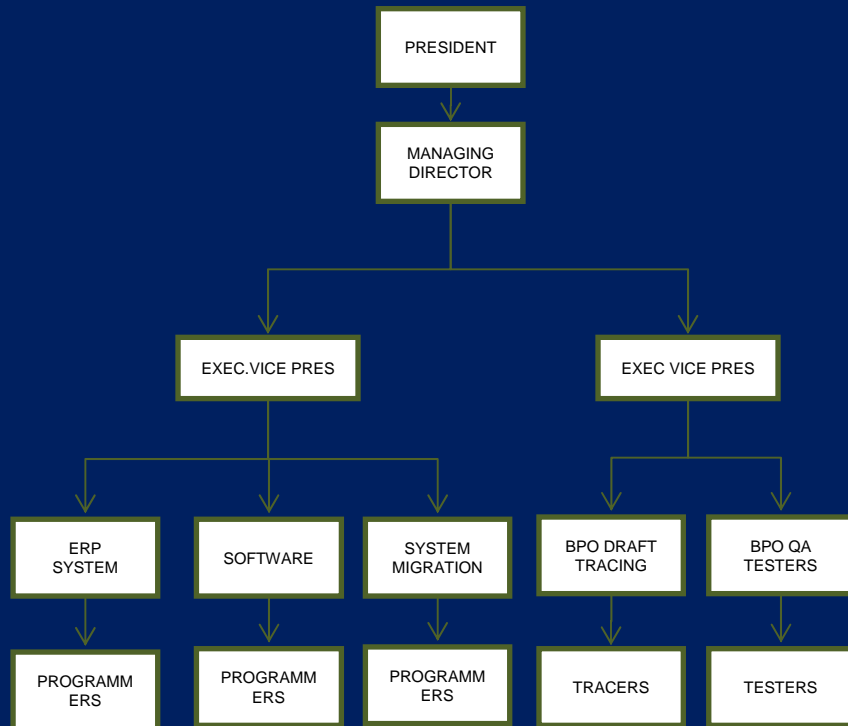 PRESIDENT
MANAGING
DIRECTOR
EXEC.VICE PRES
EXEC VICE PRES
ERP
SYSTEM
SOFTWARE
SYSTEM
MIGRATION
BPO DRAFT
TRACING
BPO QA
TESTERS
PROGRAMM
ERS
PROGRAMM
ERS
PROGRAMM
ERS
TRACERS
TESTERS